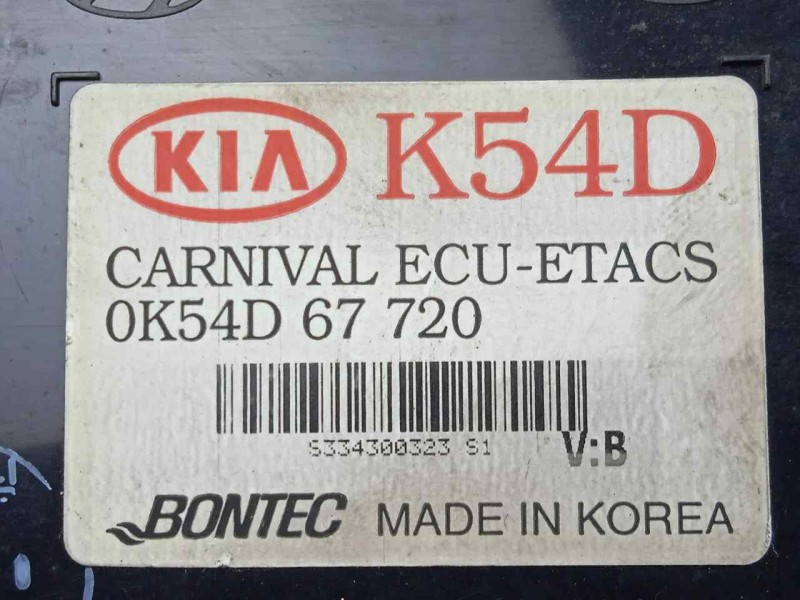 KIA K54D
CARNIVAL ECU-ETACS
0K54D 67 720
S334300323 S1
V:B
BONTEC MADE IN KOREA